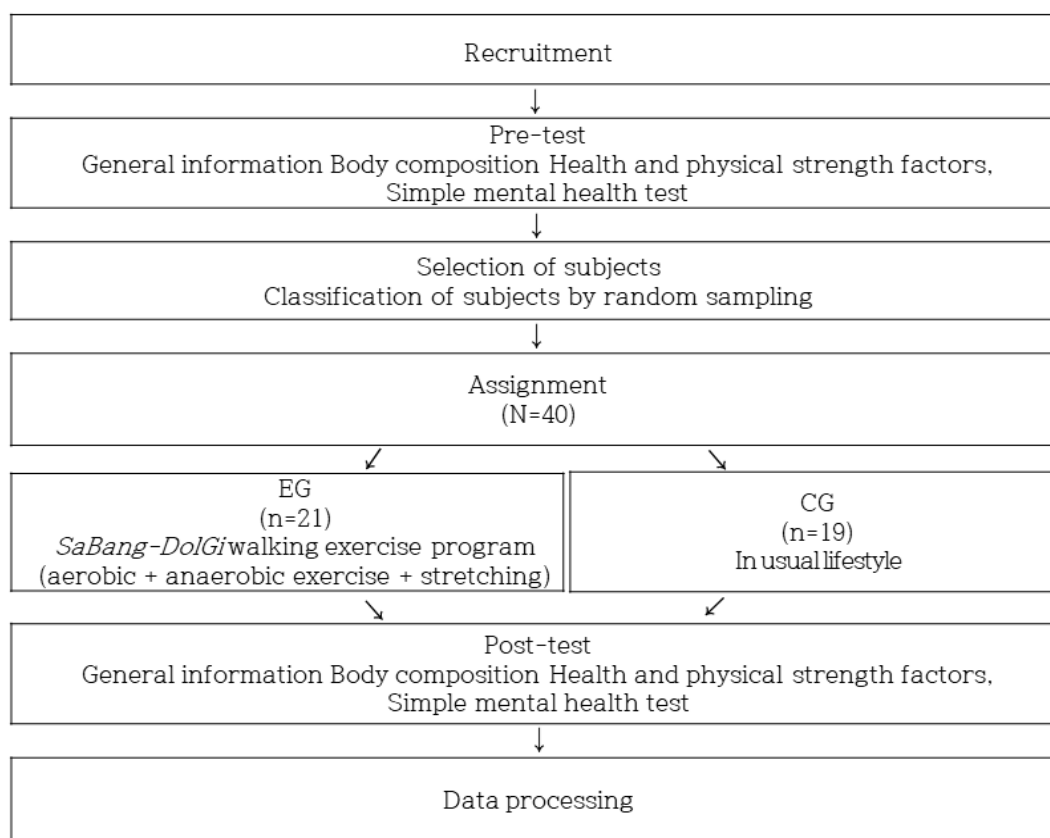 Recruitment
↓
Pre-test
General information Body composition Health and physical strength factors,
Simple mental health test
↓
Selection of subjects
Classification of subjects by random sampling
↓
Assignment
(N=40)
↙ ↘
EG
(n=21)
SaBang-DolGi walking exercise program
(aerobic + anaerobic exercise + stretching)
CG
(n=19)
In usual lifestyle
↘ ↙
Post-test
General information Body composition Health and physical strength factors,
Simple mental health test
↓
Data processing